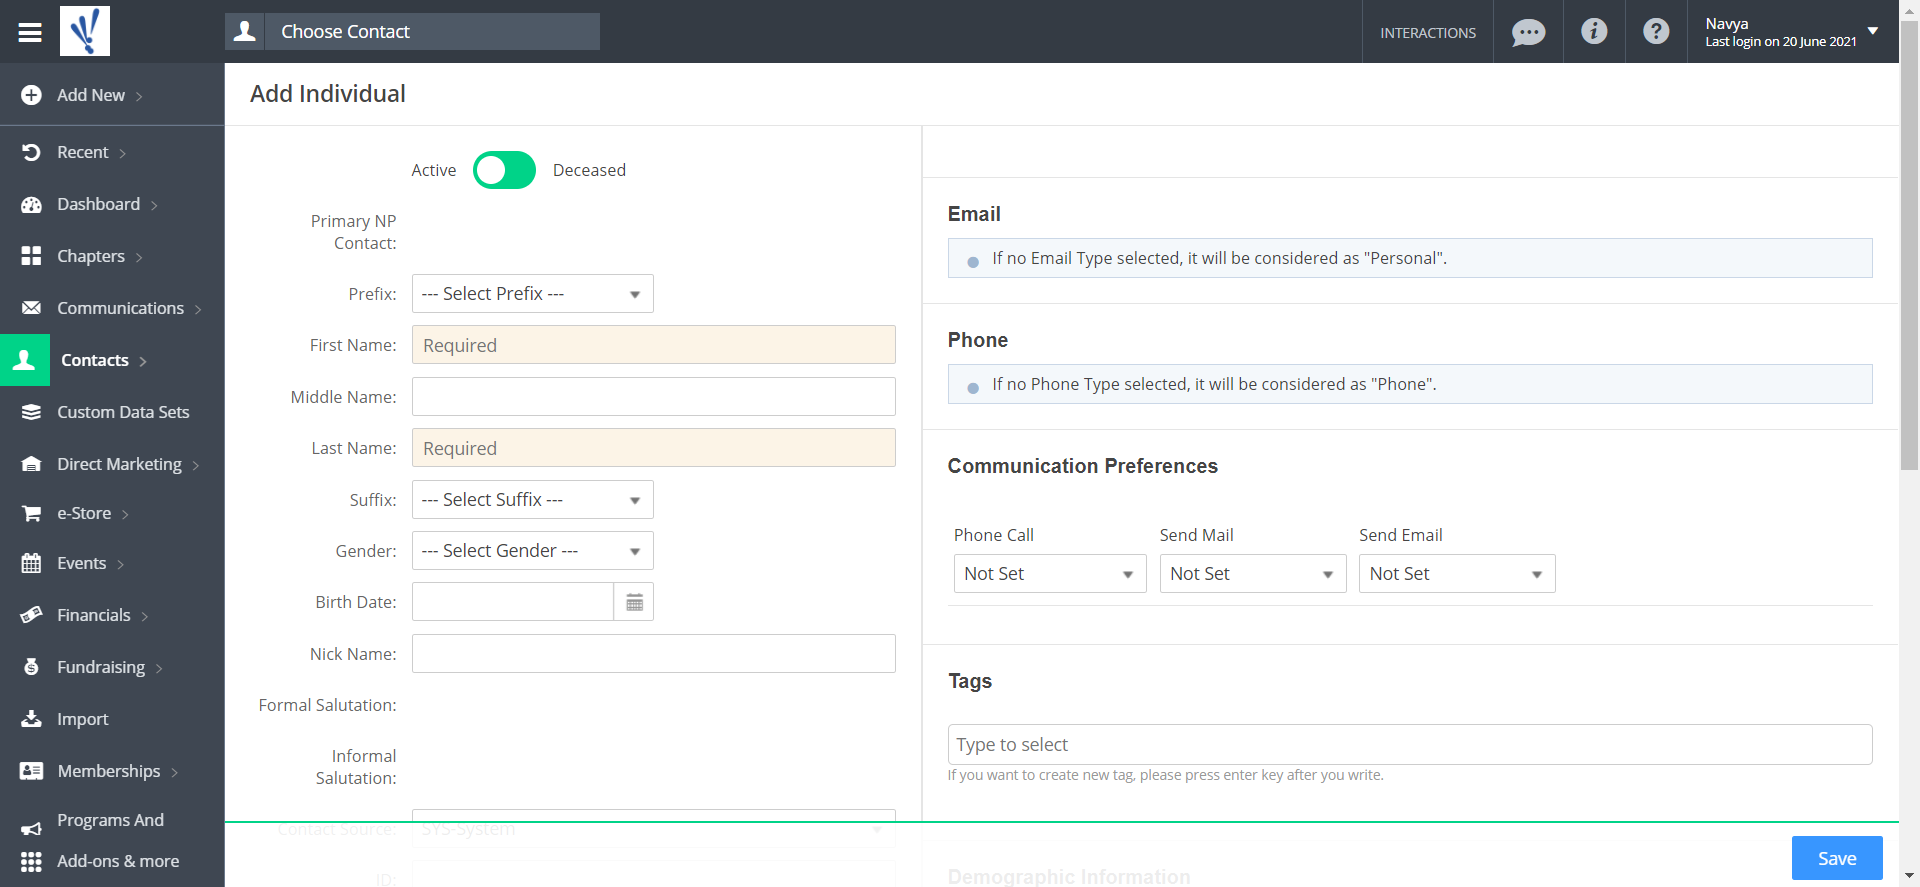 Choose Contact
INTERACTIONS
Navya
Last login on 20 June 2021
Add New
Recent
Dashboard
Chapters
Communications
Contacts
Custom Data Sets
Direct Marketing
e-Store
Events
Financials
Fundraising
Import
Memberships
Programs And
Add-ons & more
Add Individual
Active
Deceased
Primary NP
Contact:
Prefix:
--- Select Prefix ---
First Name:
Required
Middle Name:
Last Name:
Required
Suffix:
--- Select Suffix ---
Gender:
--- Select Gender ---
Birth Date:
Nick Name:
Formal Salutation:
Informal
Salutation:
Contact Source:
SYS-System
ID:
Email
If no Email Type selected, it will be considered as "Personal".
Phone
If no Phone Type selected, it will be considered as "Phone".
Communication Preferences
Phone Call
Send Mail
Send Email
Not Set
Not Set
Not Set
Tags
Type to select
If you want to create new tag, please press enter key after you write.
Demographic Information
Save